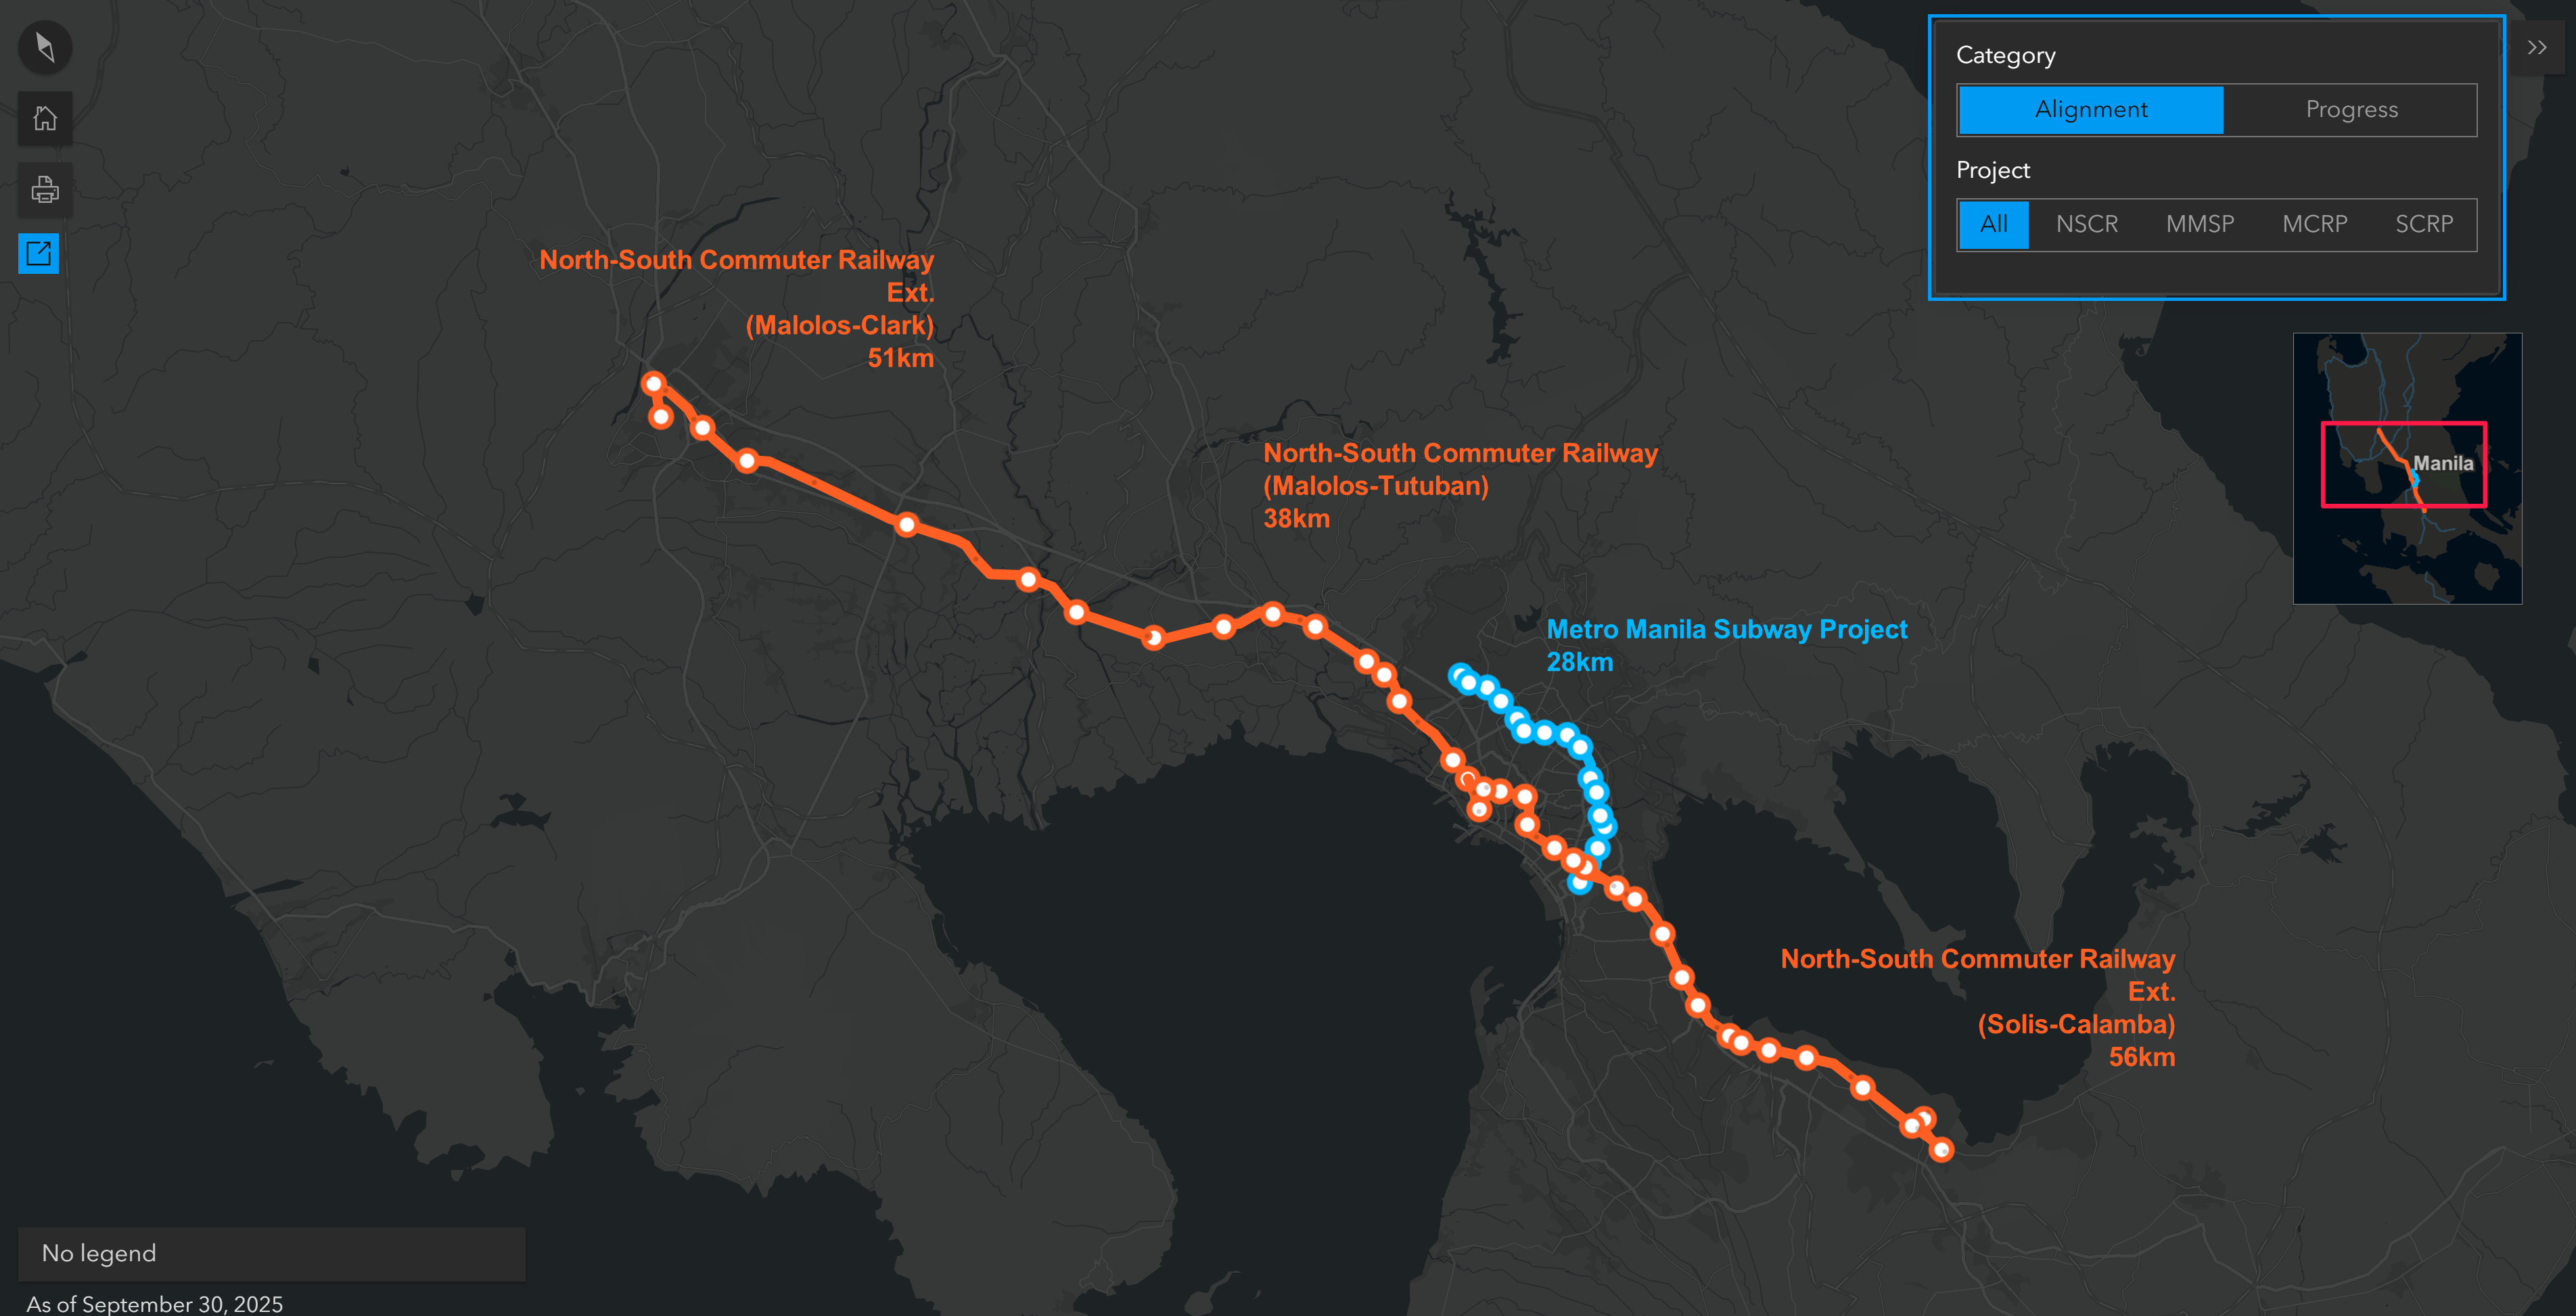 Category
Alignment Progress
Project
All NSCR MMSP MCRP SCRP
North-South Commuter Railway
Ext.
(Malolos-Clark)
51km
North-South Commuter Railway
(Malolos-Tutuban)
38km
Manila
Metro Manila Subway Project
28km
North-South Commuter Railway
Ext.
(Solis-Calamba)
56km
No legend
As of September 30, 2025